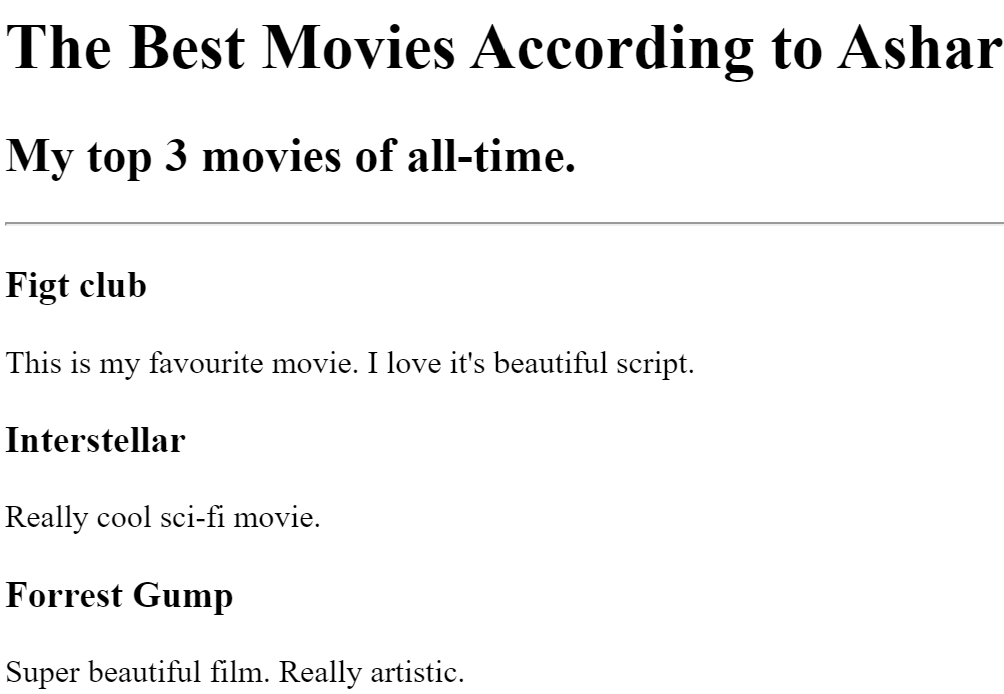 The Best Movies According to Ashar
My top 3 movies of all-time.
Figt club
This is my favourite movie. I love it's beautiful script.
Interstellar
Really cool sci-fi movie.
Forrest Gump
Super beautiful film. Really artistic.